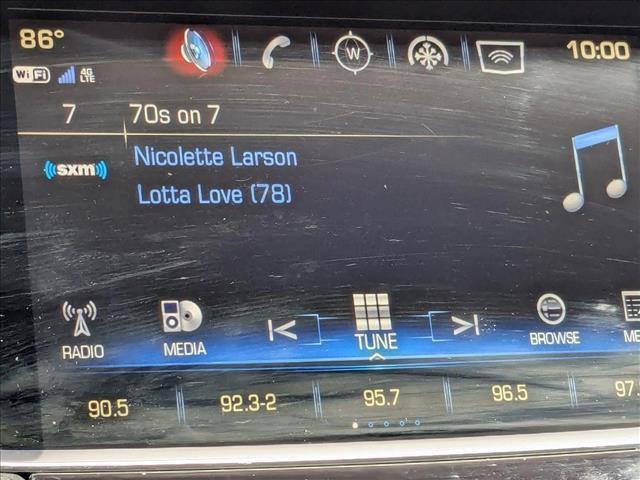 86° W 10:00
WiFi 4G LTE
7 70s on 7
sxm Nicolette Larson
Lotta Love (78)
RADIO MEDIA TUNE BROWSE
90.5 92.3-2 95.7 96.5 97.